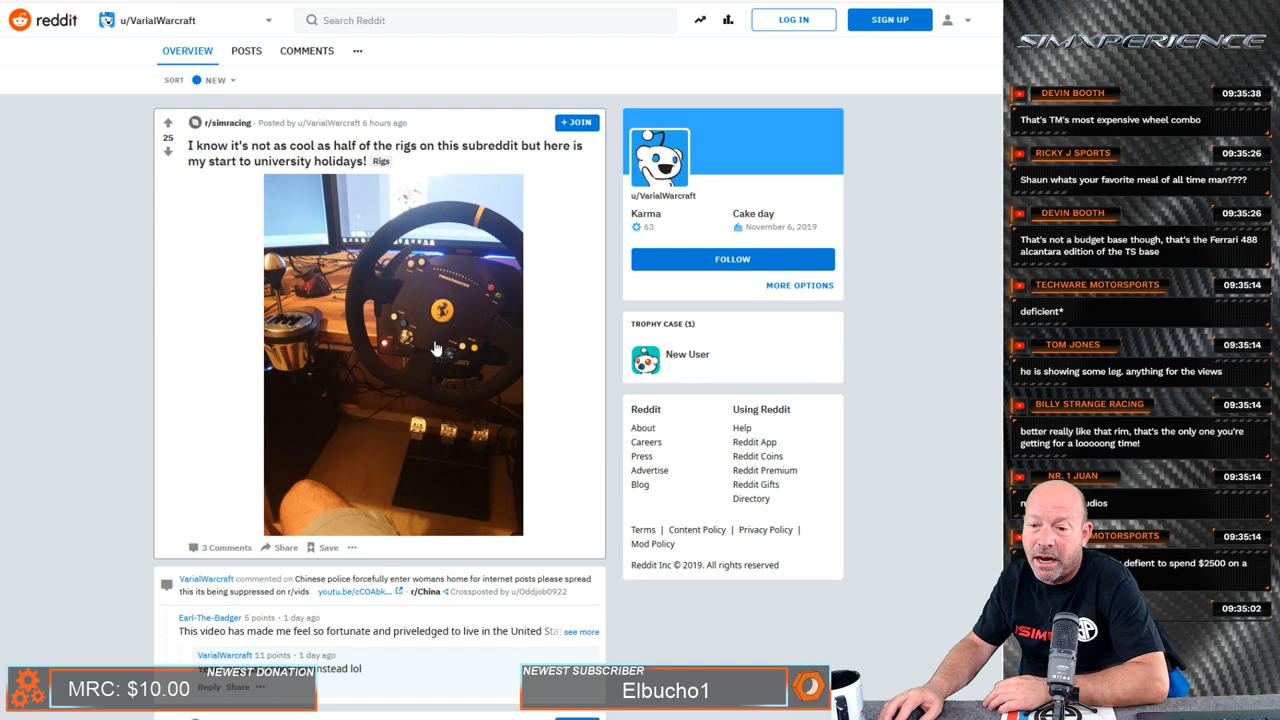 reddit
u/VarialWarcraft
Search Reddit
LOG IN
SIGN UP
OVERVIEW
POSTS
COMMENTS
SORT
NEW
r/simracing · Posted by u/VarialWarcraft 6 hours ago
+ JOIN
25
I know it's not as cool as half of the rigs on this subreddit but here is
my start to university holidays! Rigs
THRUSTMASTER
3 Comments
Share
Save
VarialWarcraft commented on Chinese police forcefully enter womans home for internet posts please spread
this its being suppressed on r/vids youtu.be/cCOAbk... · r/China Crossposted by u/Oddjob0922
Earl-The-Badger 5 points · 1 day ago
This video has made me feel so fortunate and priveledged to live in the United Sta see more
VarialWarcraft 11 points · 1 day ago
nstead lol
Reply Share
u/VarialWarcraft
Karma
Cake day
63
November 6, 2019
FOLLOW
MORE OPTIONS
TROPHY CASE (1)
New User
Reddit
Using Reddit
About
Help
Careers
Reddit App
Press
Reddit Coins
Advertise
Reddit Premium
Blog
Reddit Gifts
Directory
Terms | Content Policy | Privacy Policy |
Mod Policy
Reddit Inc © 2019. All rights reserved
SIMXPERIENCE
DEVIN BOOTH
09:35:38
That's TM's most expensive wheel combo
RICKY J SPORTS
09:35:26
Shaun whats your favorite meal of all time man????
DEVIN BOOTH
09:35:26
That's not a budget base though, that's the Ferrari 488
alcantara edition of the TS base
TECHWARE MOTORSPORTS
09:35:14
deficient*
TOM JONES
09:35:14
he is showing some leg. anything for the views
BILLY STRANGE RACING
09:35:14
better really like that rim, that's the only one you're
getting for a looooong time!
NR. 1 JUAN
09:35:14
udios
MOTORSPORTS
09:35:14
defient to spend $2500 on a
09:35:02
NEWEST DONATION
MRC: $10.00
NEWEST SUBSCRIBER
Elbucho1